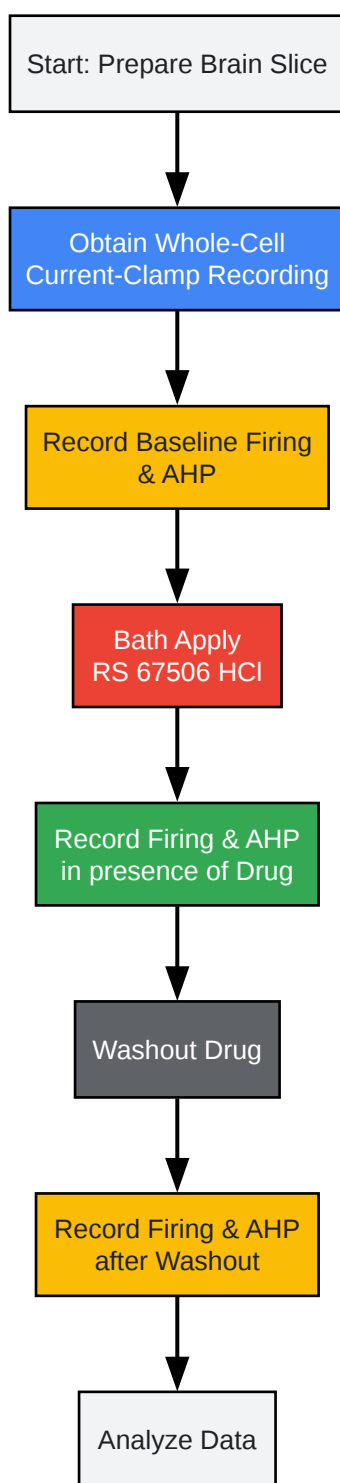 Start: Prepare Brain Slice
Obtain Whole-Cell
Current-Clamp Recording
Record Baseline Firing
& AHP
Bath Apply
RS 67506 HCl
Record Firing & AHP
in presence of Drug
Washout Drug
Record Firing & AHP
after Washout
Analyze Data